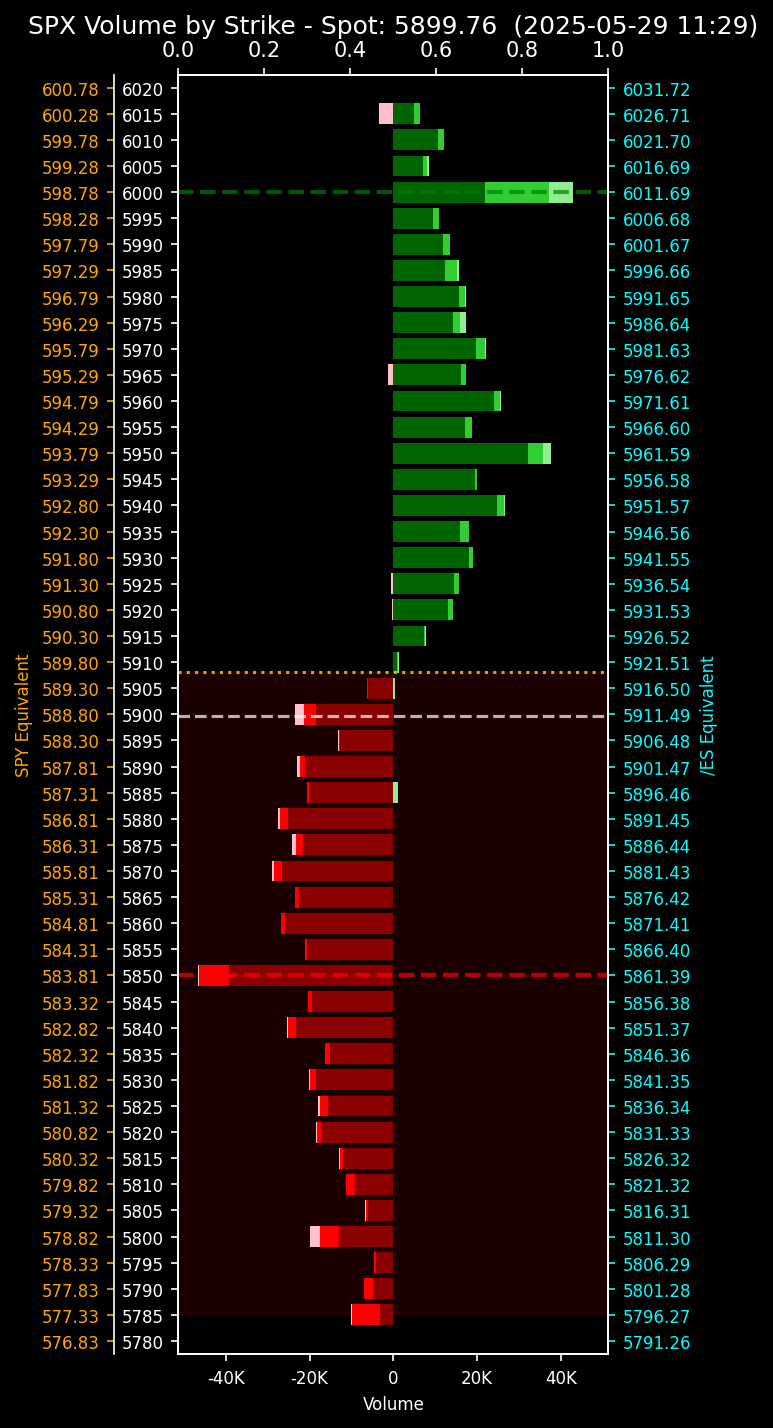 SPX Volume by Strike - Spot: 5899.76  (2025-05-29 11:29)
0.0 0.2 0.4 0.6 0.8 1.0
600.78 6020 6031.72
600.28 6015 6026.71
599.78 6010 6021.70
599.28 6005 6016.69
598.78 6000 6011.69
598.28 5995 6006.68
597.79 5990 6001.67
597.29 5985 5996.66
596.79 5980 5991.65
596.29 5975 5986.64
595.79 5970 5981.63
595.29 5965 5976.62
594.79 5960 5971.61
594.29 5955 5966.60
593.79 5950 5961.59
593.29 5945 5956.58
592.80 5940 5951.57
592.30 5935 5946.56
591.80 5930 5941.55
591.30 5925 5936.54
590.80 5920 5931.53
590.30 5915 5926.52
589.80 5910 5921.51
589.30 5905 5916.50
588.80 5900 5911.49
588.30 5895 5906.48
587.81 5890 5901.47
587.31 5885 5896.46
586.81 5880 5891.45
586.31 5875 5886.44
585.81 5870 5881.43
585.31 5865 5876.42
584.81 5860 5871.41
584.31 5855 5866.40
583.81 5850 5861.39
583.32 5845 5856.38
582.82 5840 5851.37
582.32 5835 5846.36
581.82 5830 5841.35
581.32 5825 5836.34
580.82 5820 5831.33
580.32 5815 5826.32
579.82 5810 5821.32
579.32 5805 5816.31
578.82 5800 5811.30
578.33 5795 5806.29
577.83 5790 5801.28
577.33 5785 5796.27
576.83 5780 5791.26
SPY Equivalent
/ES Equivalent
-40K -20K 0 20K 40K
Volume